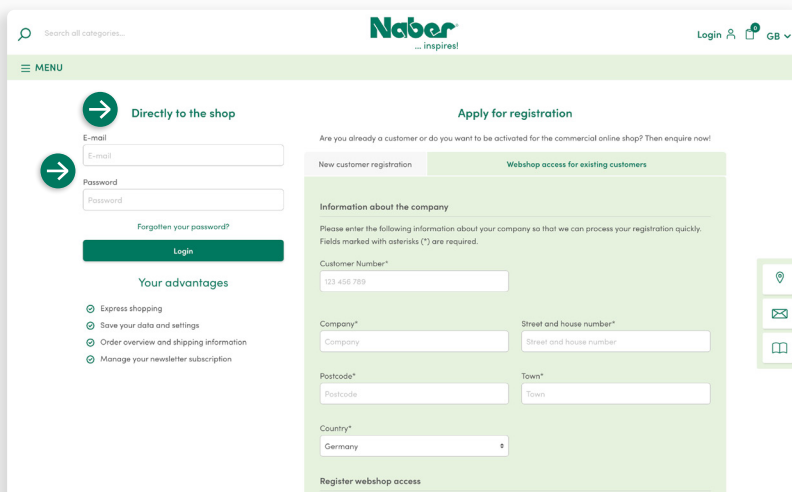 Search all categories...
Naber
... inspires!
Login
0
GB
MENU
Directly to the shop
E-mail
E-mail
Password
Password
Forgotten your password?
Login
Your advantages
Express shopping
Save your data and settings
Order overview and shipping information
Manage your newsletter subscription
Apply for registration
Are you already a customer or do you want to be activated for the commercial online shop? Then enquire now!
New customer registration
Webshop access for existing customers
Information about the company
Please enter the following information about your company so that we can process your registration quickly.
Fields marked with asterisks (*) are required.
Customer Number*
123 456 789
Company*
Company
Street and house number*
Street and house number
Postcode*
Postcode
Town*
Town
Country*
Germany
Register webshop access